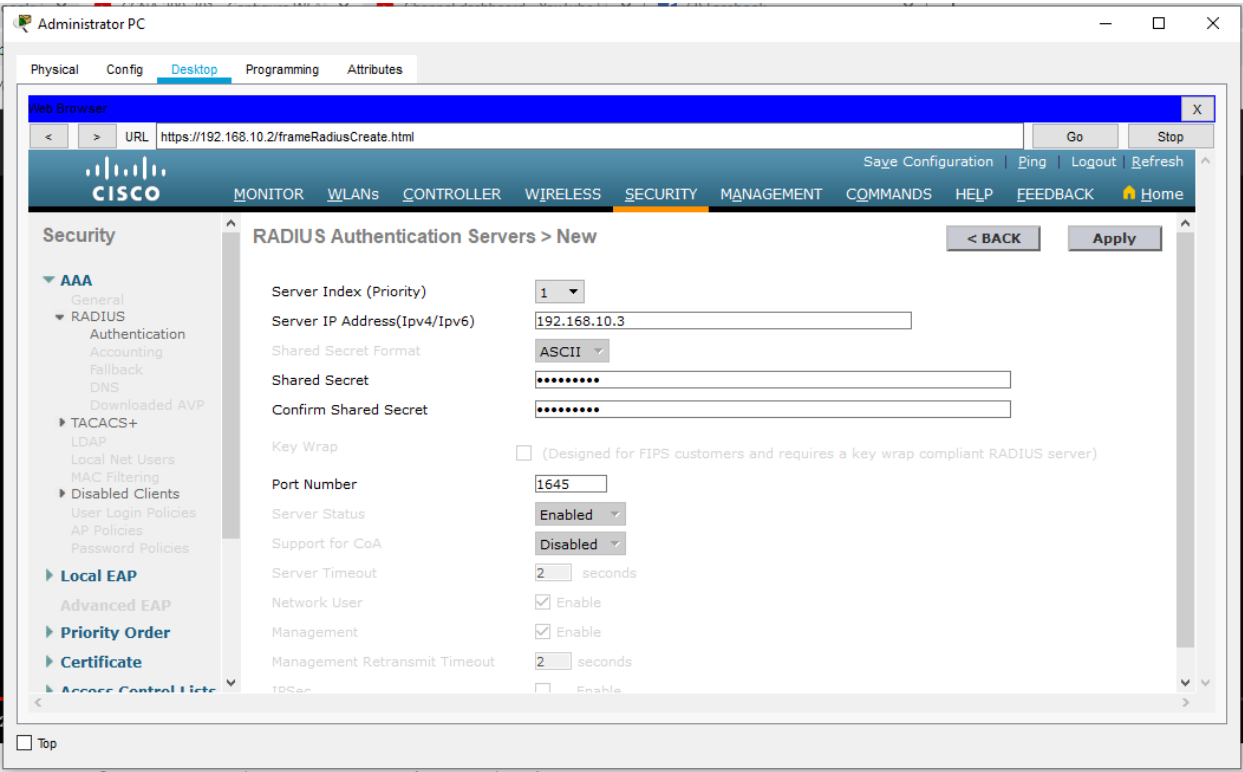 Administrator PC
Physical Config Desktop Programming Attributes
Web Browser X
< > URL https://192.168.10.2/frameRadiusCreate.html Go Stop
Save Configuration | Ping | Logout | Refresh
CISCO MONITOR WLANs CONTROLLER WIRELESS SECURITY MANAGEMENT COMMANDS HELP FEEDBACK Home
Security
AAA
General
RADIUS
Authentication
Accounting
Fallback
DNS
Downloaded AVP
TACACS+
LDAP
Local Net Users
MAC Filtering
Disabled Clients
User Login Policies
AP Policies
Password Policies
Local EAP
Advanced EAP
Priority Order
Certificate
Access Control Lists
RADIUS Authentication Servers > New < BACK Apply
Server Index (Priority) 1
Server IP Address(Ipv4/Ipv6) 192.168.10.3
Shared Secret Format ASCII
Shared Secret •••••••••
Confirm Shared Secret •••••••••
Key Wrap (Designed for FIPS customers and requires a key wrap compliant RADIUS server)
Port Number 1645
Server Status Enabled
Support for CoA Disabled
Server Timeout 2 seconds
Network User Enable
Management Enable
Management Retransmit Timeout 2 seconds
IPSec Enable
Top